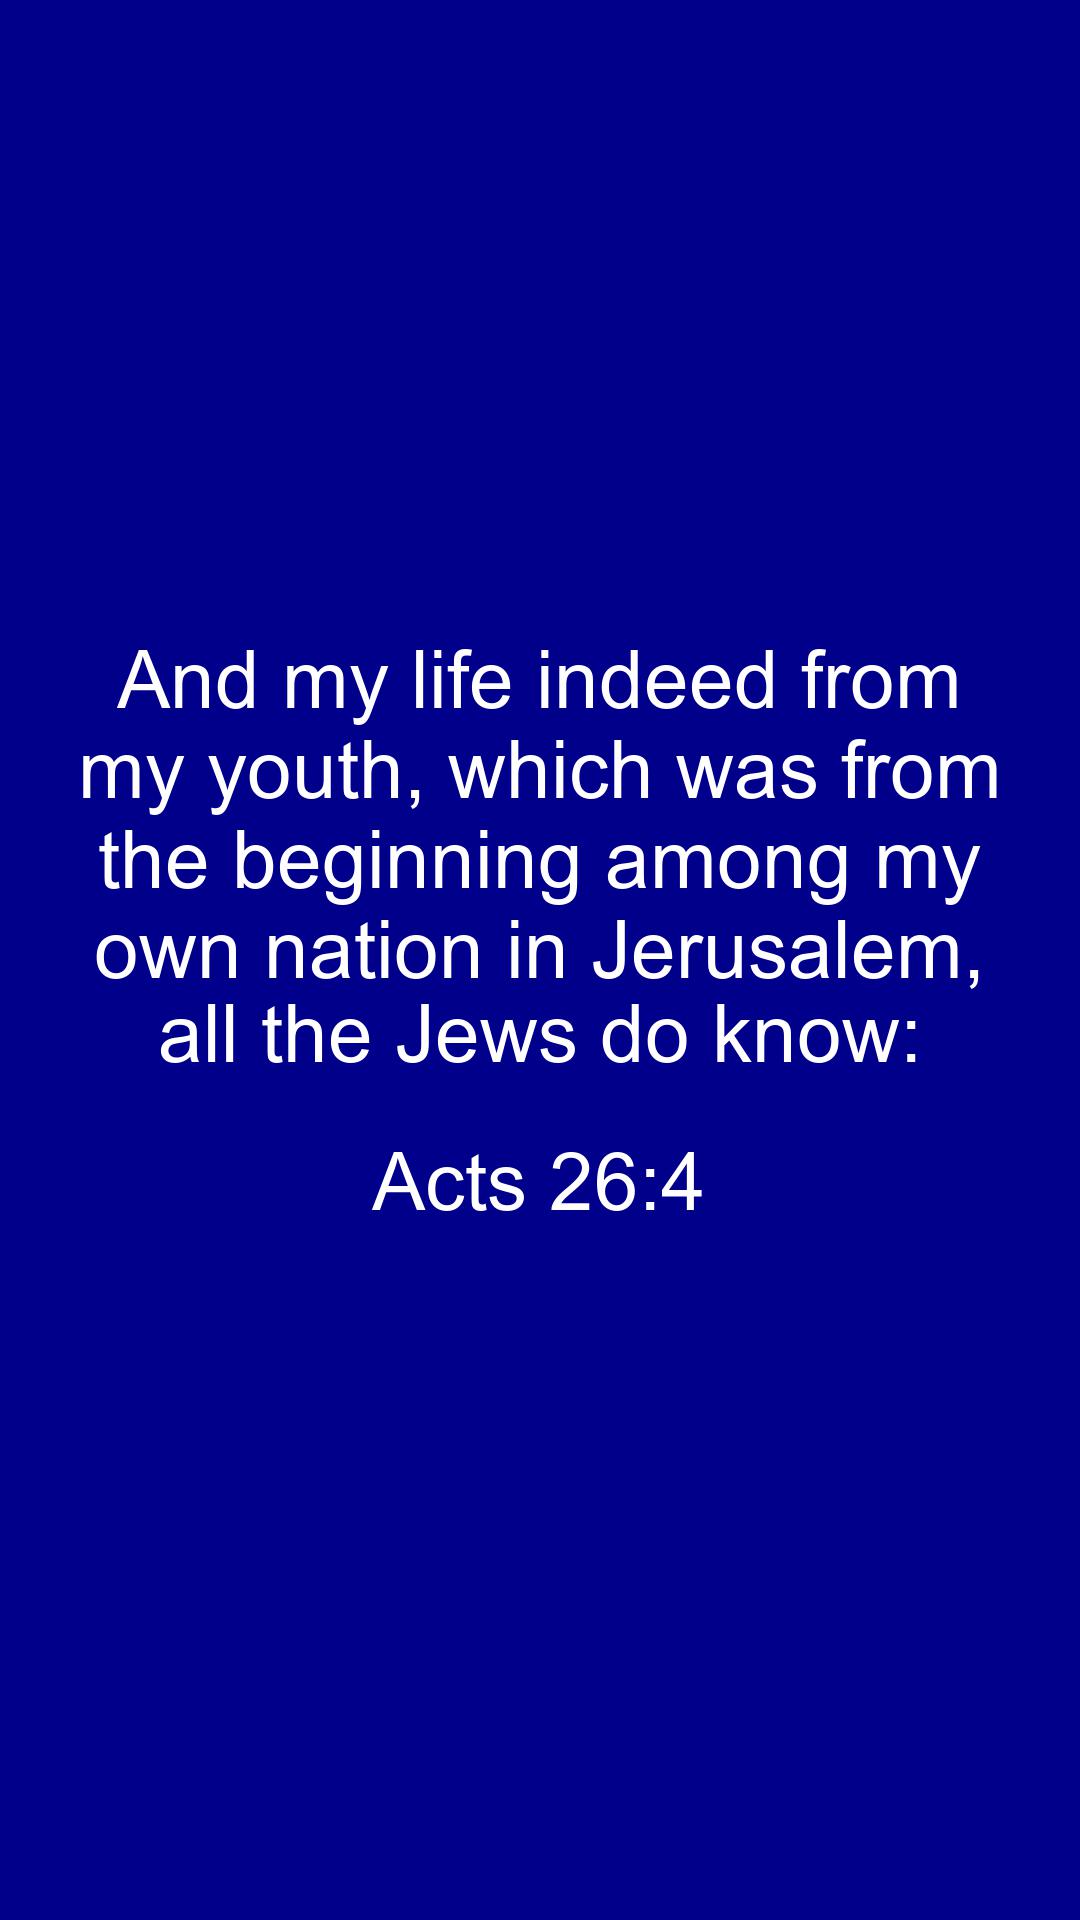 And my life indeed from
my youth, which was from
the beginning among my
own nation in Jerusalem,
all the Jews do know:
Acts 26:4